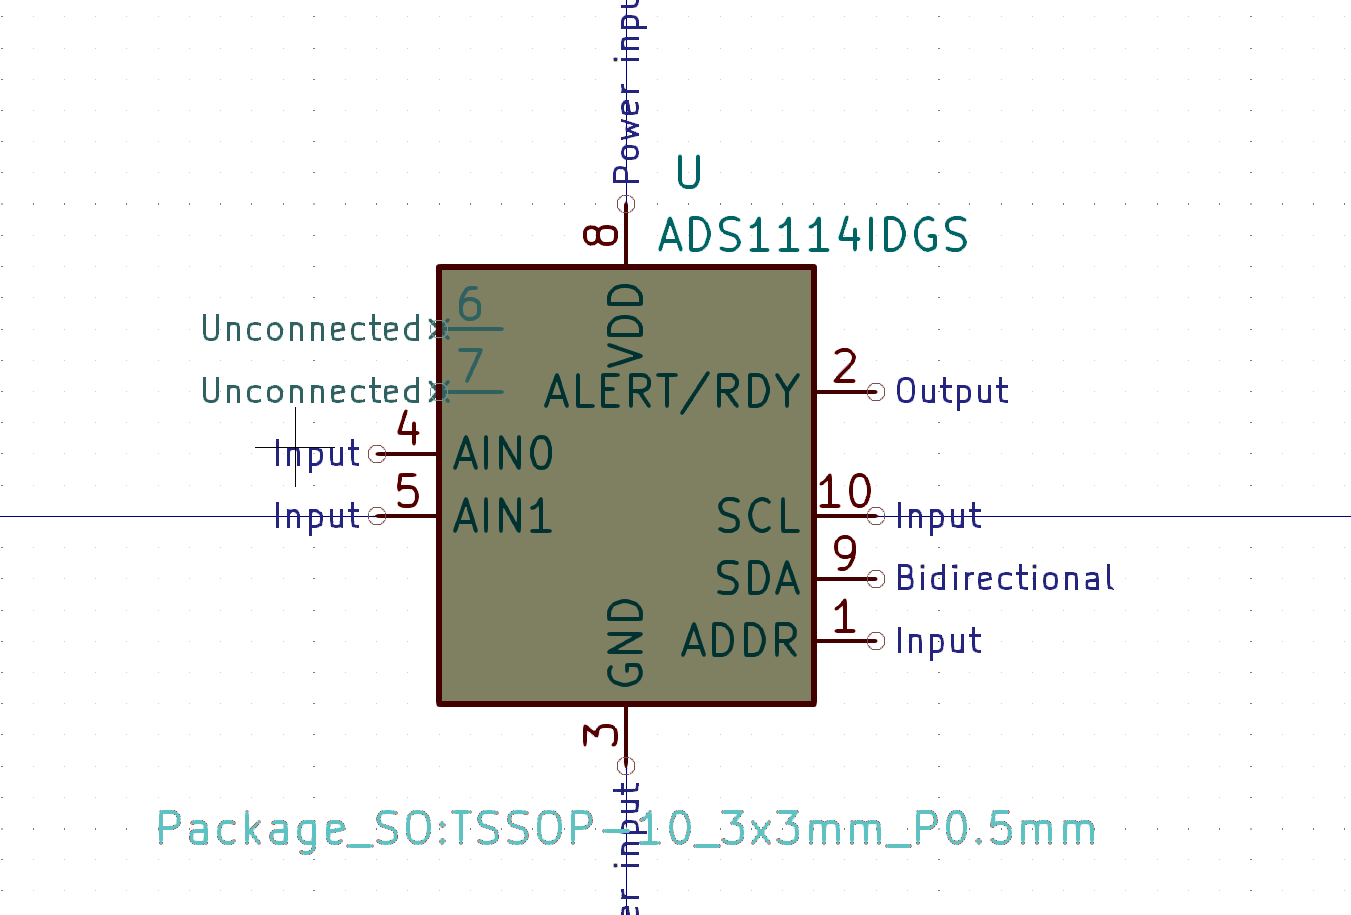 Power input
U
ADS1114IDGS
8
VDD
6
Unconnected
7
Unconnected
ALERT/RDY
2
Output
4
Input
AIN0
5
Input
AIN1
SCL
10
Input
SDA
9
Bidirectional
ADDR
1
Input
GND
3
Package_SO:TSSOP-10_3x3mm_P0.5mm
er input